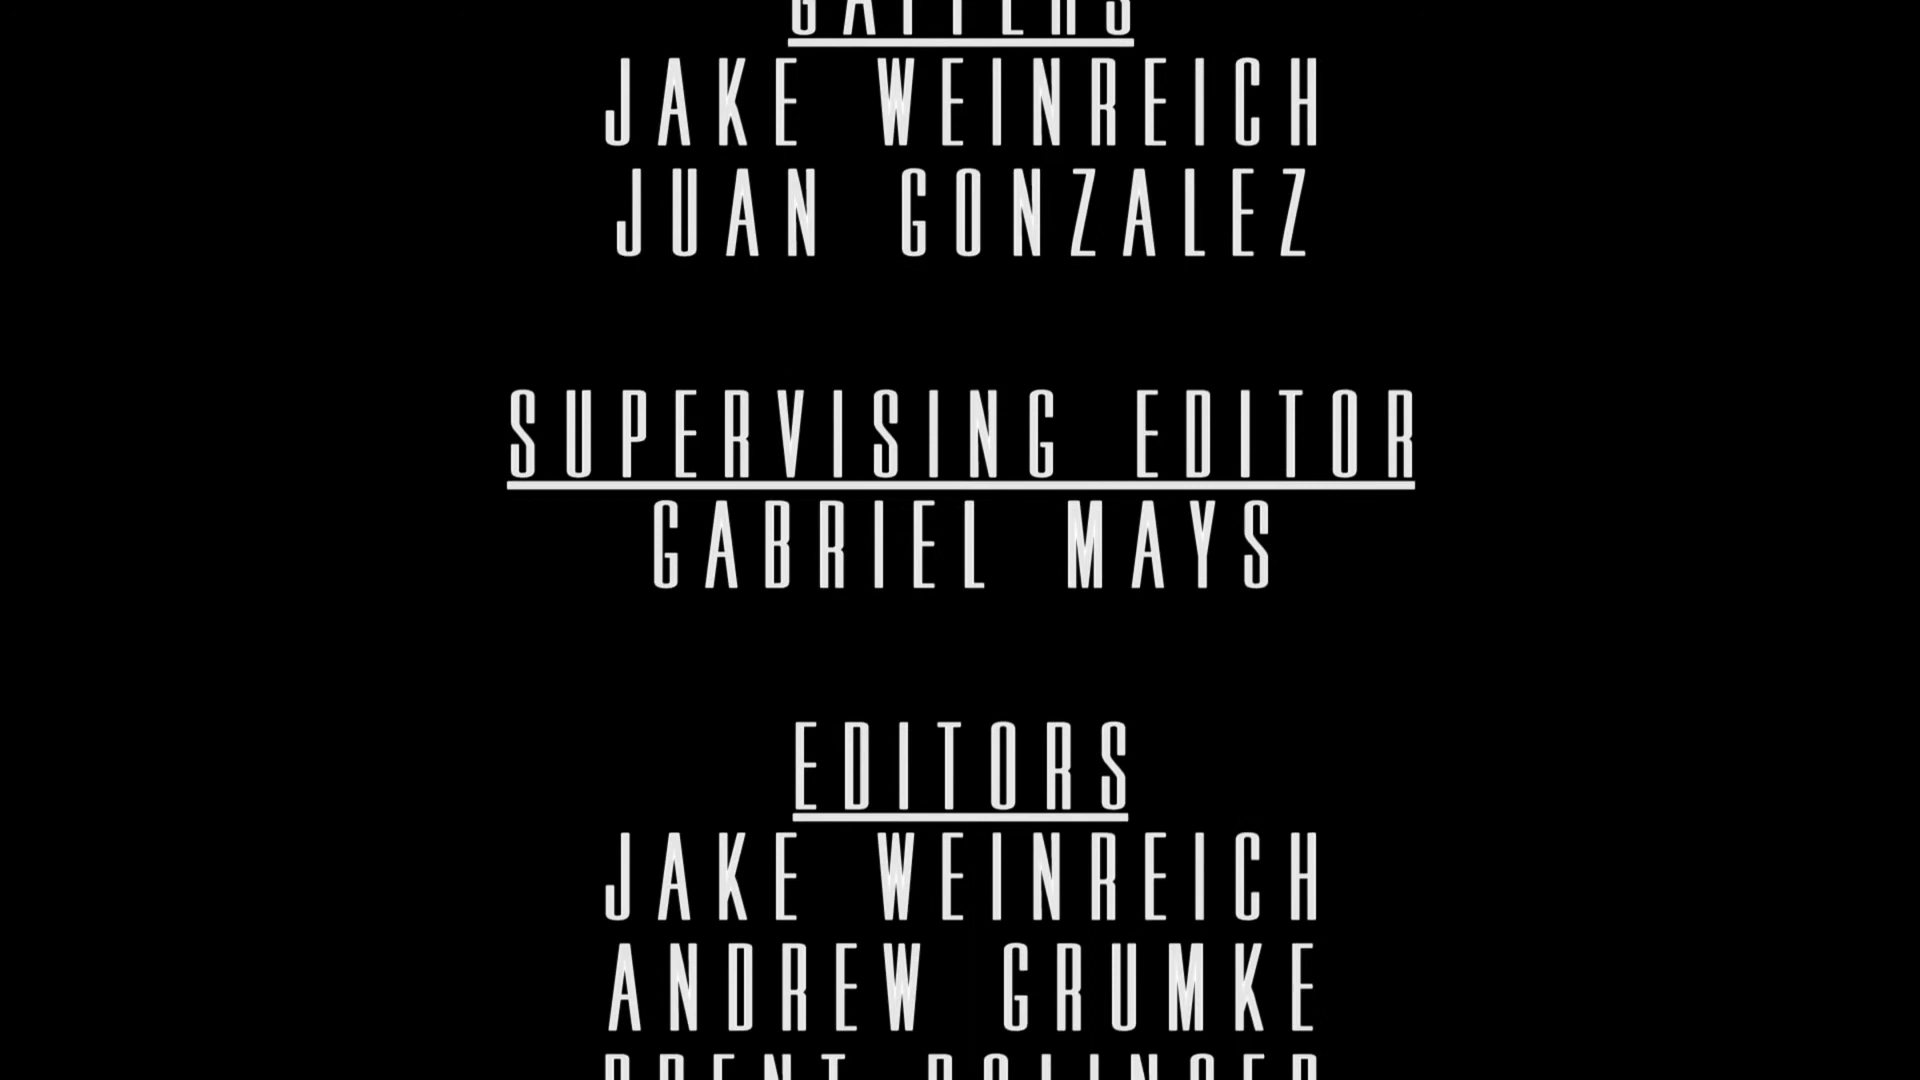 JAKE WEINREICH
JUAN GONZALEZ
SUPERVISING EDITOR
GABRIEL MAYS
EDITORS
JAKE WEINREICH
ANDREW GRUMKE